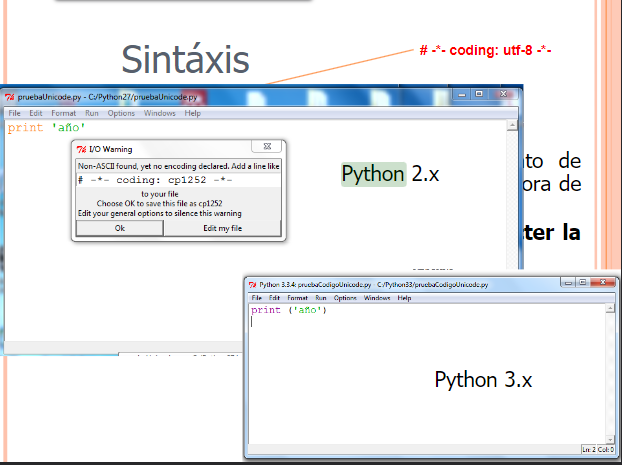 Sintáxis
# -*- coding: utf-8 -*-
pruebaUnicode.py - C:/Python27/pruebaUnicode.py
File Edit Format Run Options Windows Help
print 'año'
I/O Warning
Non-ASCII found, yet no encoding declared. Add a line like
# -*- coding: cp1252 -*-
to your file
Choose OK to save this file as cp1252
Edit your general options to silence this warning
Ok Edit my file
Python 2.x
de
ora de
la
Python 3.3.4: pruebaCodigoUnicode.py - C:/Python33/pruebaCodigoUnicode.py
File Edit Format Run Options Windows Help
print ('año')
Python 3.x
Ln: 2 Col: 0